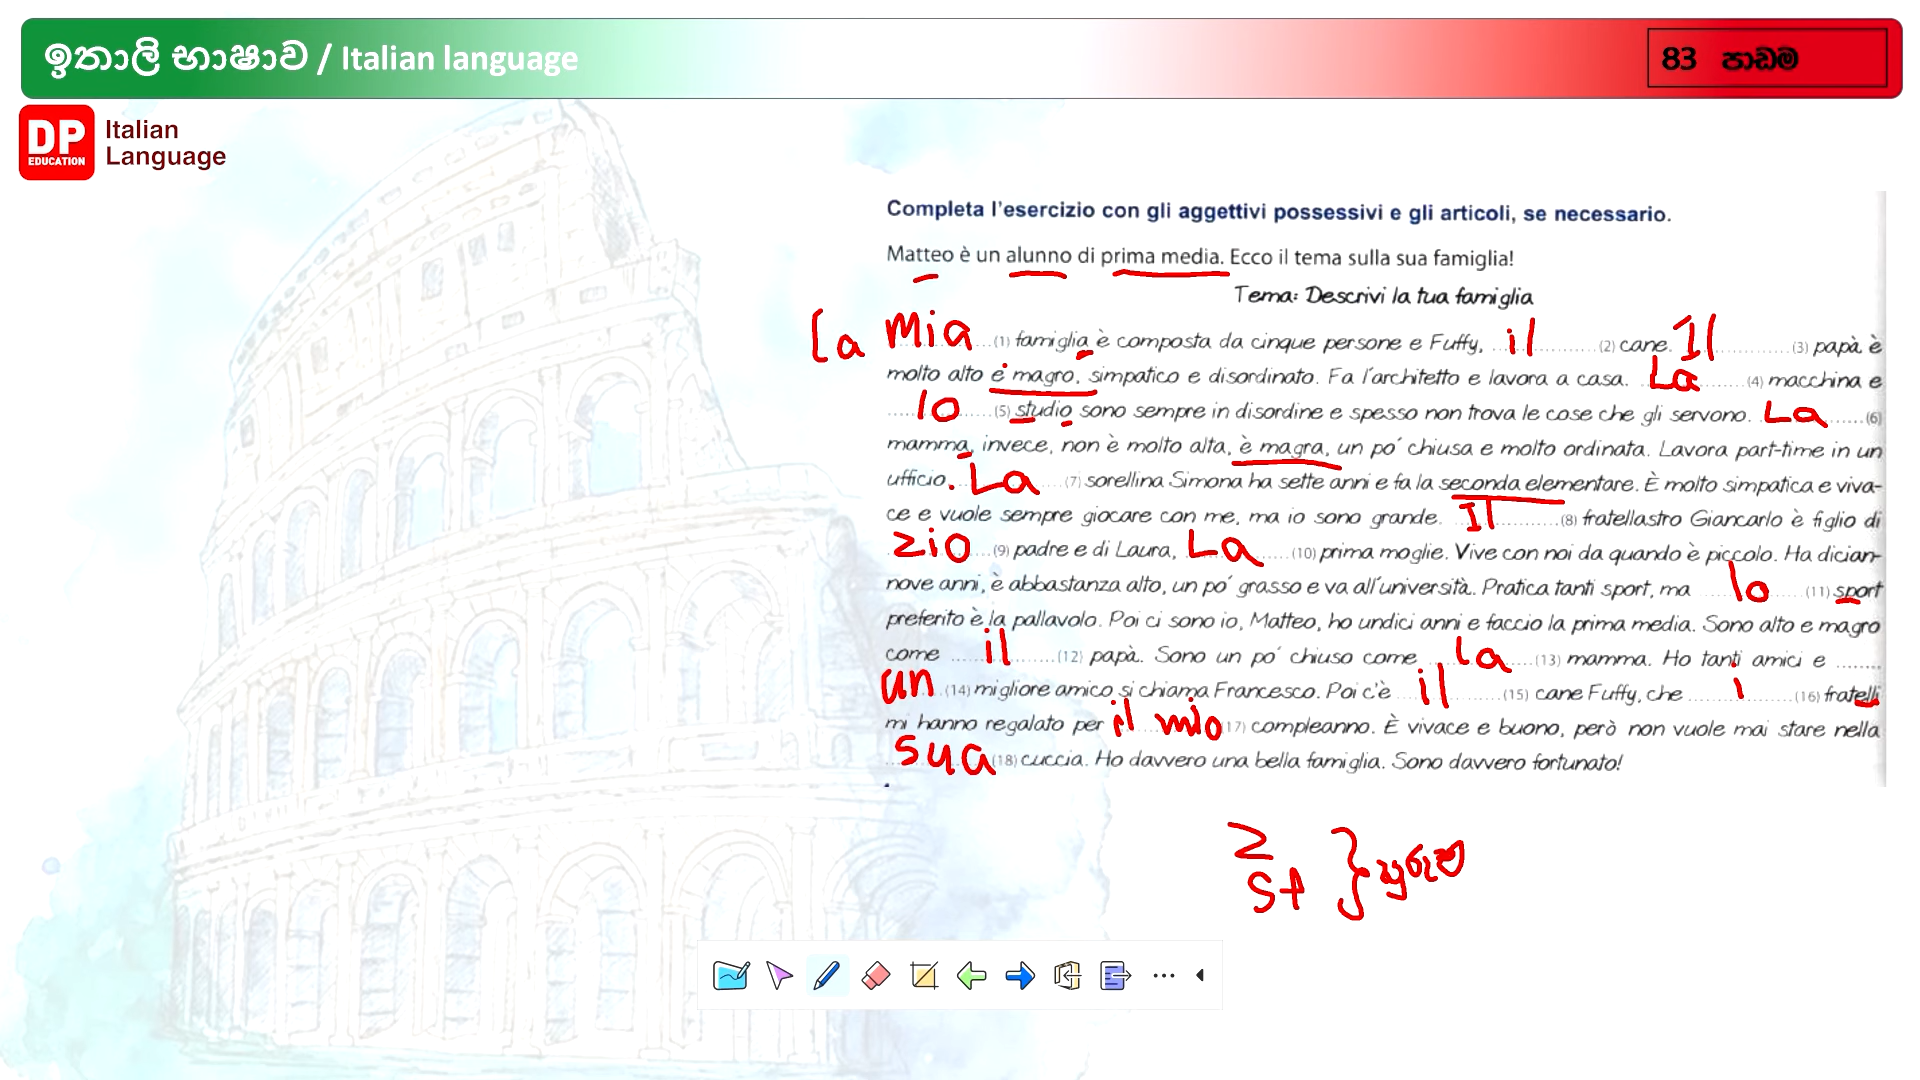 ඉතාලි භාෂාව / Italian language
83 පාඩම
DP
EDUCATION
Italian
Language
Completa l'esercizio con gli aggettivi possessivi e gli articoli, se necessario.
Matteo è un alunno di prima media. Ecco il tema sulla sua famiglia!
Tema: Descrivi la tua famiglia
La mia (1) famiglia è composta da cinque persone e Fuffy, il (2) cane. Il (3) papà è
molto alto e magro, simpatico e disordinato. Fa l'architetto e lavora a casa. La (4) macchina e
lo (5) studio sono sempre in disordine e spesso non trova le cose che gli servono. La (6)
mamma, invece, non è molto alta, è magra, un po' chiusa e molto ordinata. Lavora part-time in un
ufficio. La (7) sorellina Simona ha sette anni e fa la seconda elementare. È molto simpatica e viva-
ce e vuole sempre giocare con me, ma io sono grande. Il (8) fratellastro Giancarlo è figlio di
zio (9) padre e di Laura, La (10) prima moglie. Vive con noi da quando è piccolo. Ha dician-
nove anni, è abbastanza alto, un po' grasso e va all'università. Pratica tanti sport, ma lo (11) sport
preferito è la pallavolo. Poi ci sono io, Matteo, ho undici anni e faccio la prima media. Sono alto e magro
come il (12) papà. Sono un po' chiuso come la (13) mamma. Ho tanti amici e ........
un (14) migliore amico si chiama Francesco. Poi c'è il (15) cane Fuffy, che i (16) fratelli
mi hanno regalato per il mio (17) compleanno. È vivace e buono, però non vuole mai stare nella
sua (18) cuccia. Ho davvero una bella famiglia. Sono davvero fortunato!
Z
St }